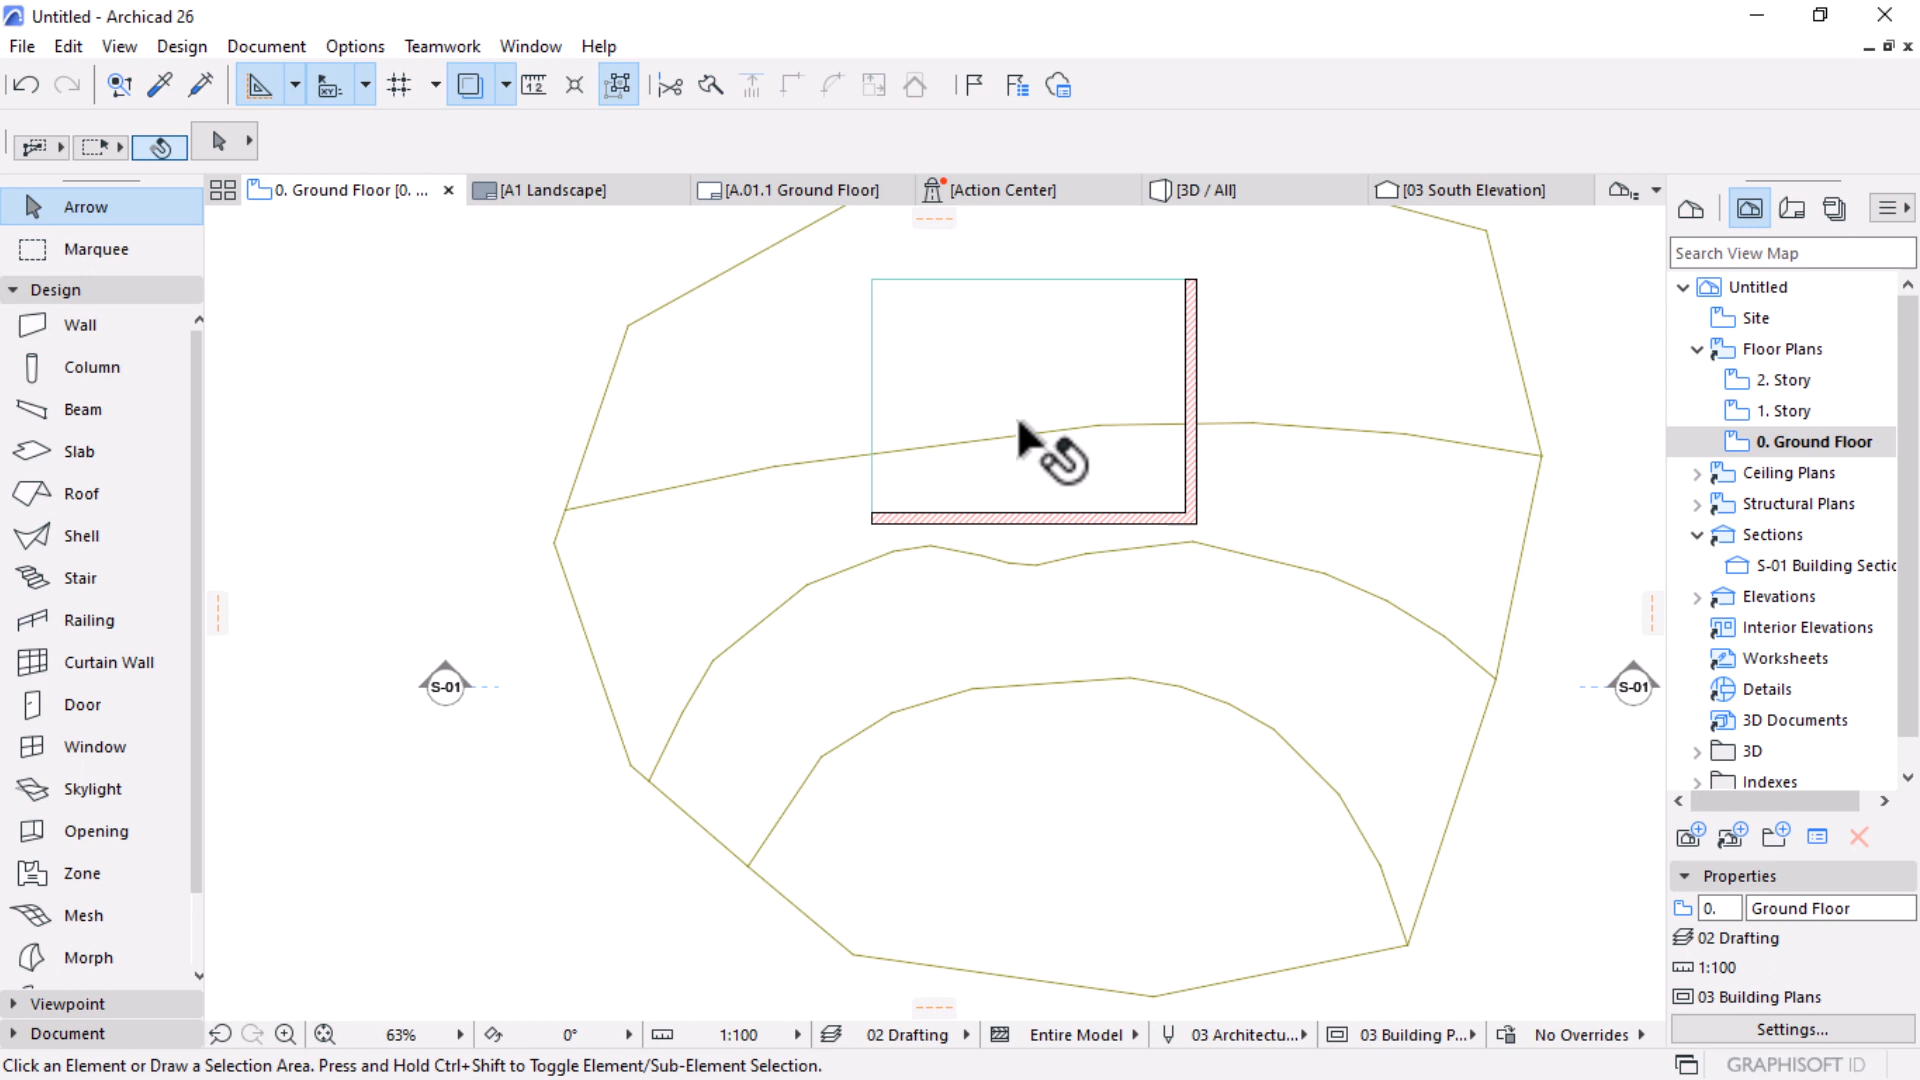 Untitled - Archicad 26
File Edit View Design Document Options Teamwork Window Help
0. Ground Floor [0. ...
[A1 Landscape]
[A.01.1 Ground Floor]
[Action Center]
[3D / All]
[03 South Elevation]
Arrow
Marquee
Design
Wall
Column
Beam
Slab
Roof
Shell
Stair
Railing
Curtain Wall
Door
Window
Skylight
Opening
Zone
Mesh
Morph
Viewpoint
Document
S-01
S-01
Search View Map
Untitled
Site
Floor Plans
2. Story
1. Story
0. Ground Floor
Ceiling Plans
Structural Plans
Sections
S-01 Building Sectic
Elevations
Interior Elevations
Worksheets
Details
3D Documents
3D
Indexes
Properties
0. Ground Floor
02 Drafting
1:100
03 Building Plans
Settings...
63% 0° 1:100 02 Drafting Entire Model 03 Architectu... 03 Building P... No Overrides
Click an Element or Draw a Selection Area. Press and Hold Ctrl+Shift to Toggle Element/Sub-Element Selection.
GRAPHISOFT ID